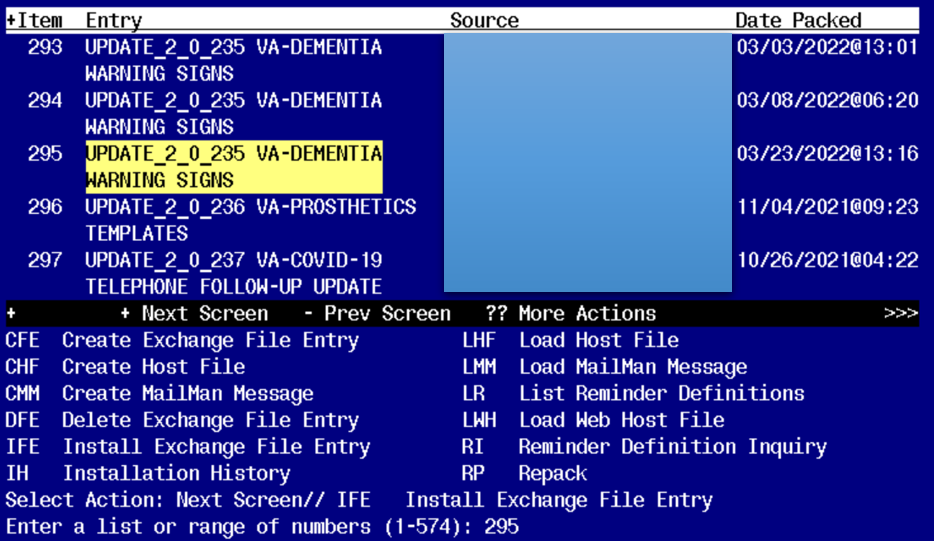 +Item Entry Source Date Packed
293 UPDATE_2_0_235 VA-DEMENTIA 03/03/2022@13:01
WARNING SIGNS
294 UPDATE_2_0_235 VA-DEMENTIA 03/08/2022@06:20
WARNING SIGNS
295 UPDATE_2_0_235 VA-DEMENTIA 03/23/2022@13:16
WARNING SIGNS
296 UPDATE_2_0_236 VA-PROSTHETICS 11/04/2021@09:23
TEMPLATES
297 UPDATE_2_0_237 VA-COVID-19 10/26/2021@04:22
TELEPHONE FOLLOW-UP UPDATE
+ + Next Screen - Prev Screen ?? More Actions >>>
CFE Create Exchange File Entry LHF Load Host File
CHF Create Host File LMM Load MailMan Message
CMM Create MailMan Message LR List Reminder Definitions
DFE Delete Exchange File Entry LWH Load Web Host File
IFE Install Exchange File Entry RI Reminder Definition Inquiry
IH Installation History RP Repack
Select Action: Next Screen// IFE Install Exchange File Entry
Enter a list or range of numbers (1-574): 295